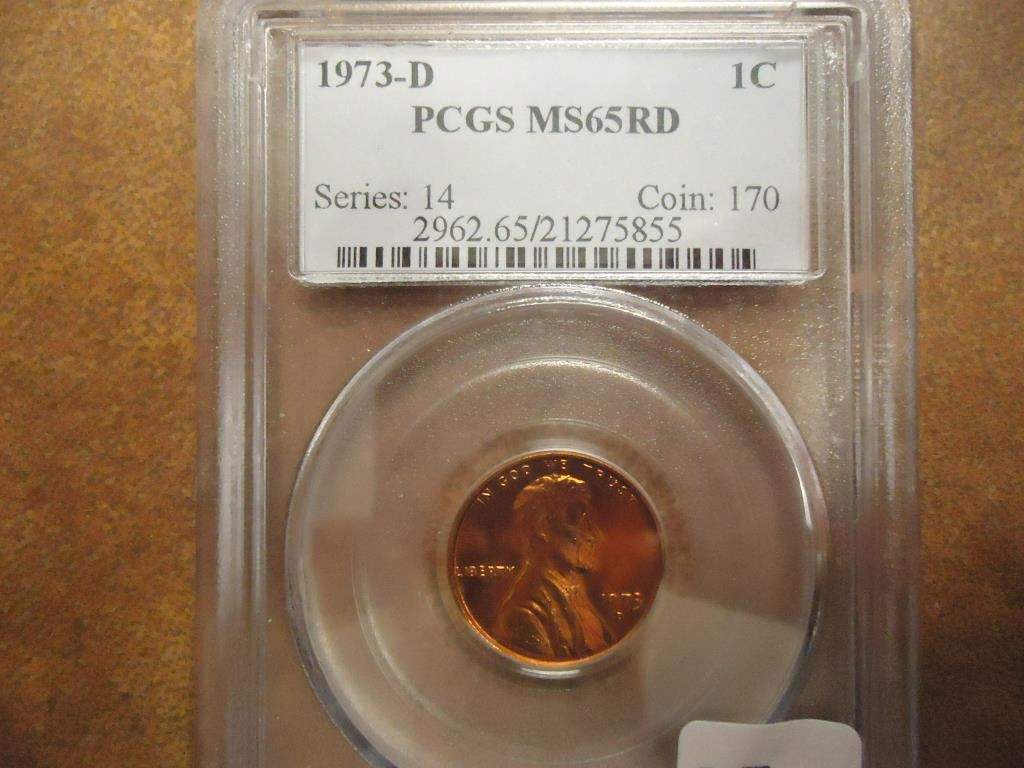 1973-D 1C
PCGS MS65RD
Series: 14 Coin: 170
2962.65/21275855
IN GOD WE TRUST
LIBERTY
1973
D